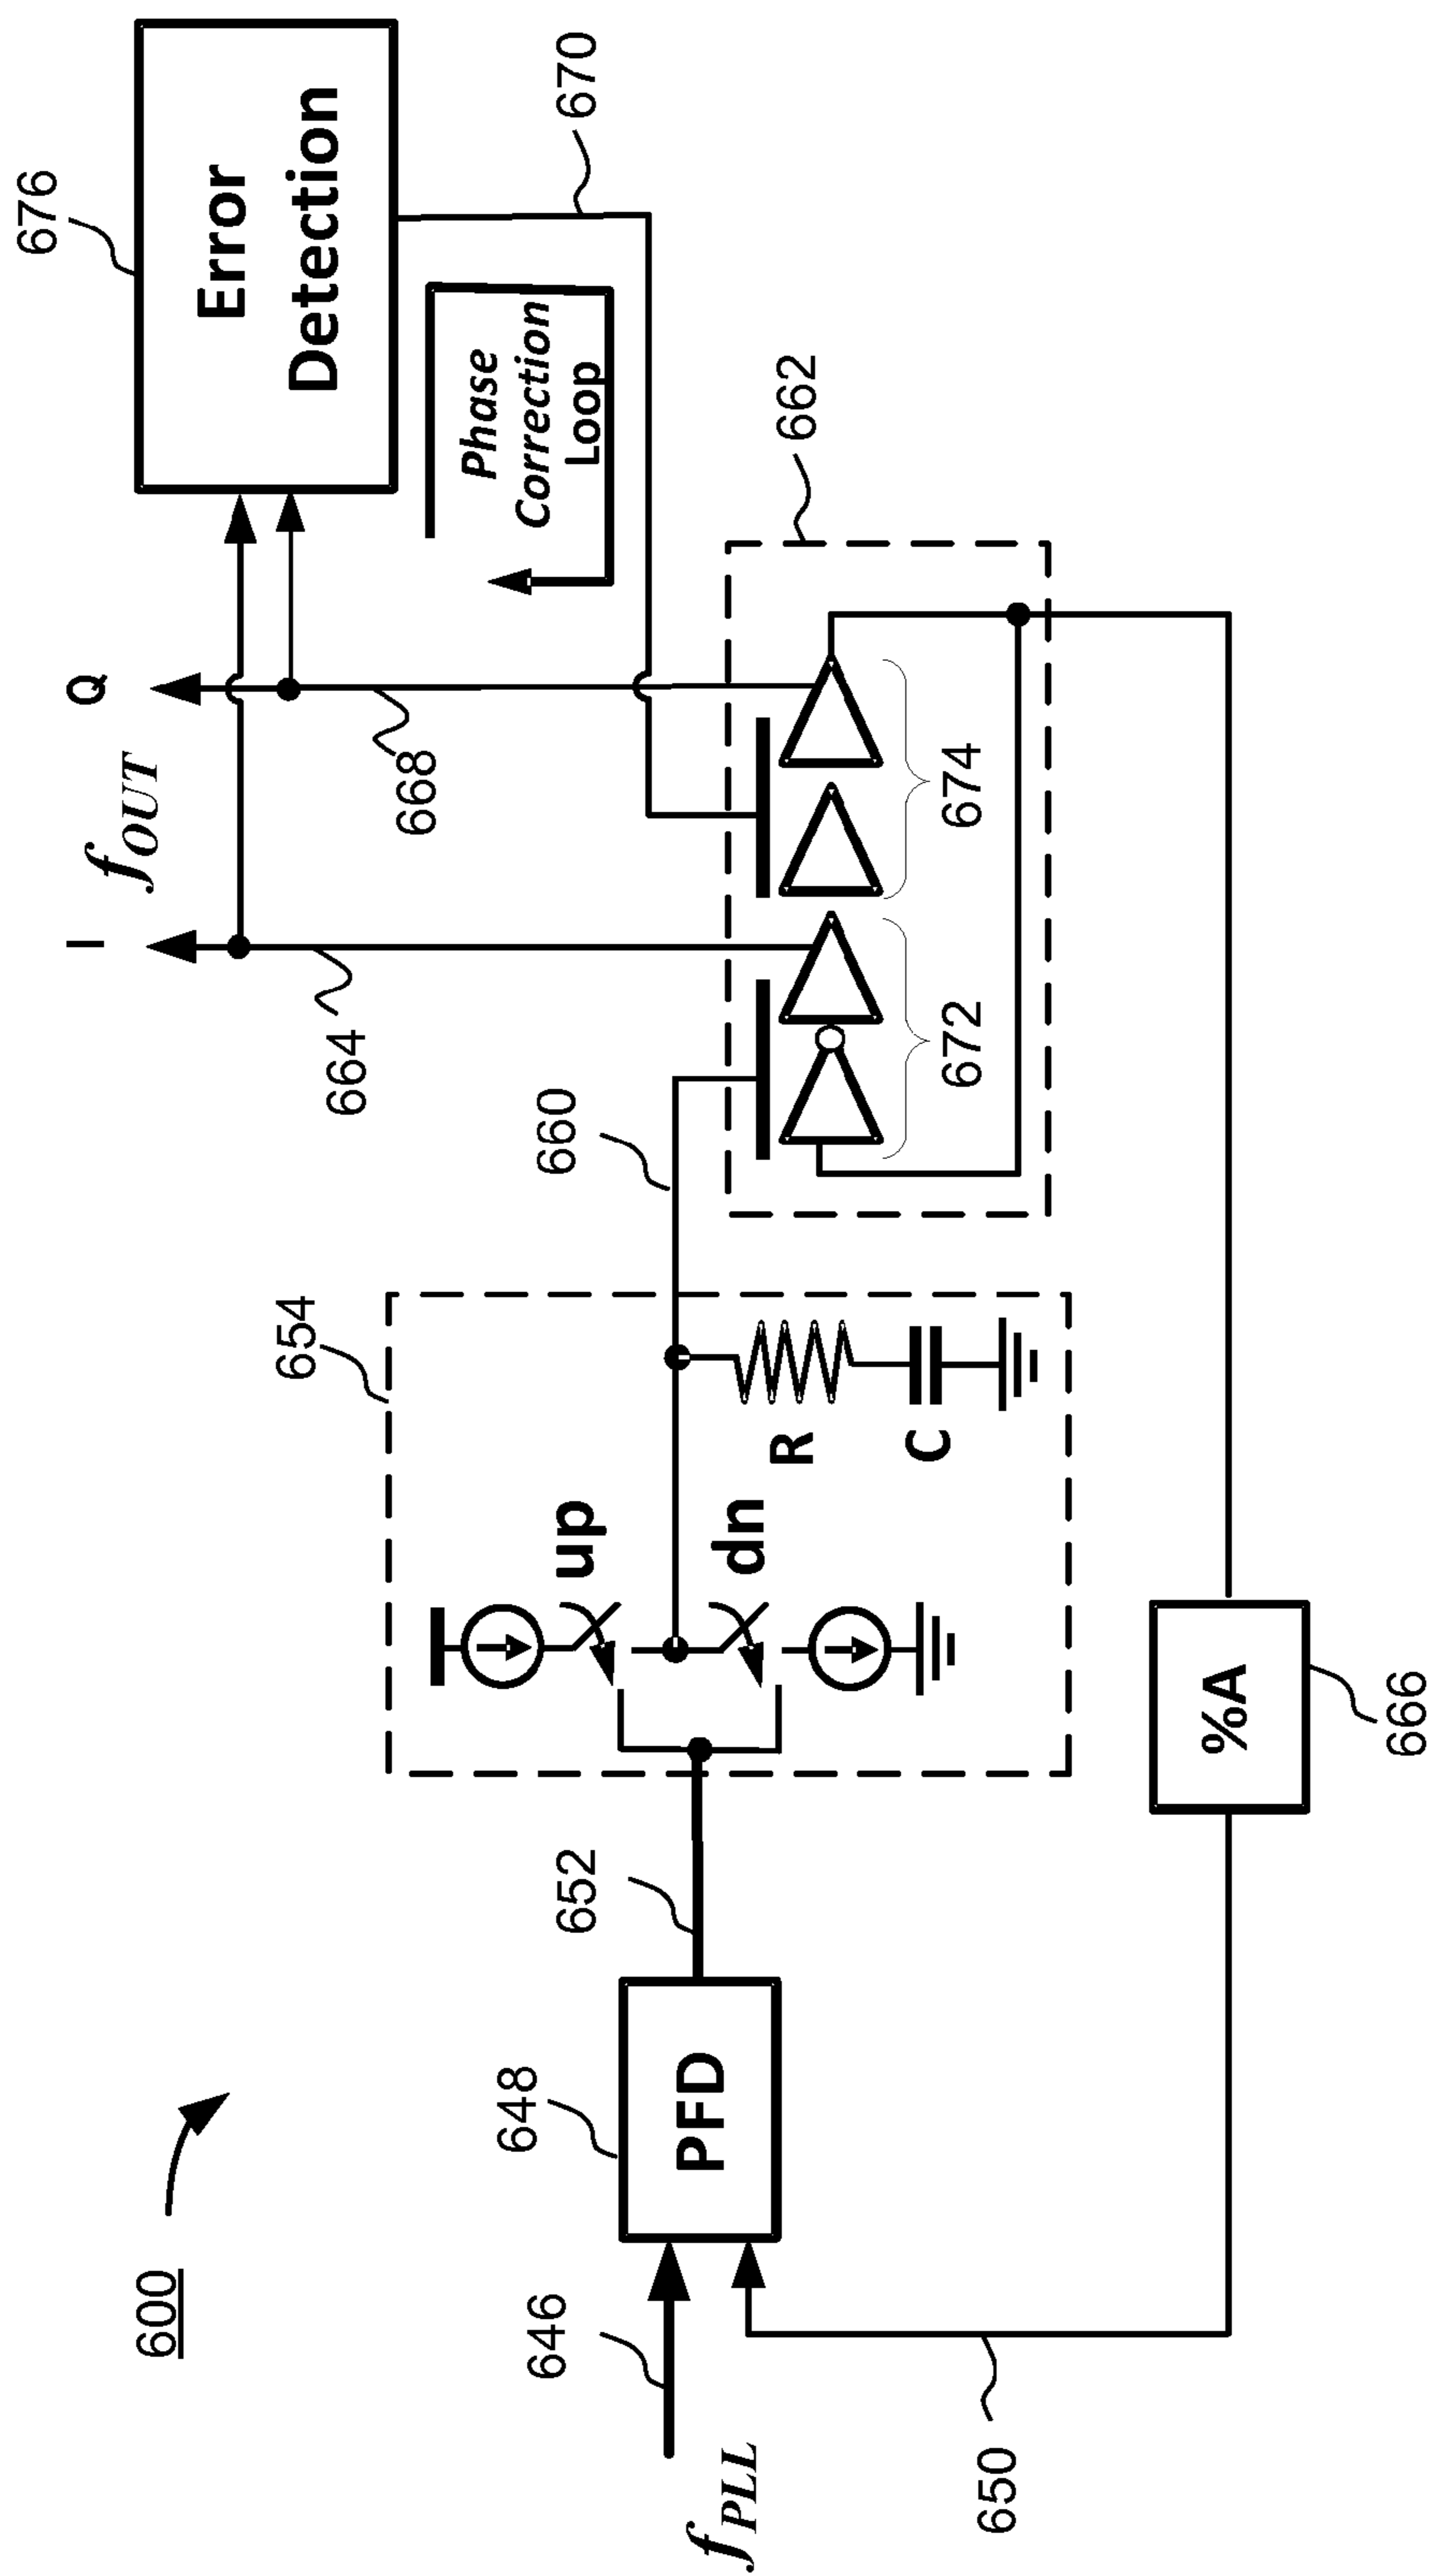 600
f_PLL
646
648
PFD
650
652
654
up
dn
R
C
660
662
664
I
f_OUT
Q
668
670
672
674
676
Error
Detection
Phase
Correction
Loop
%A
666